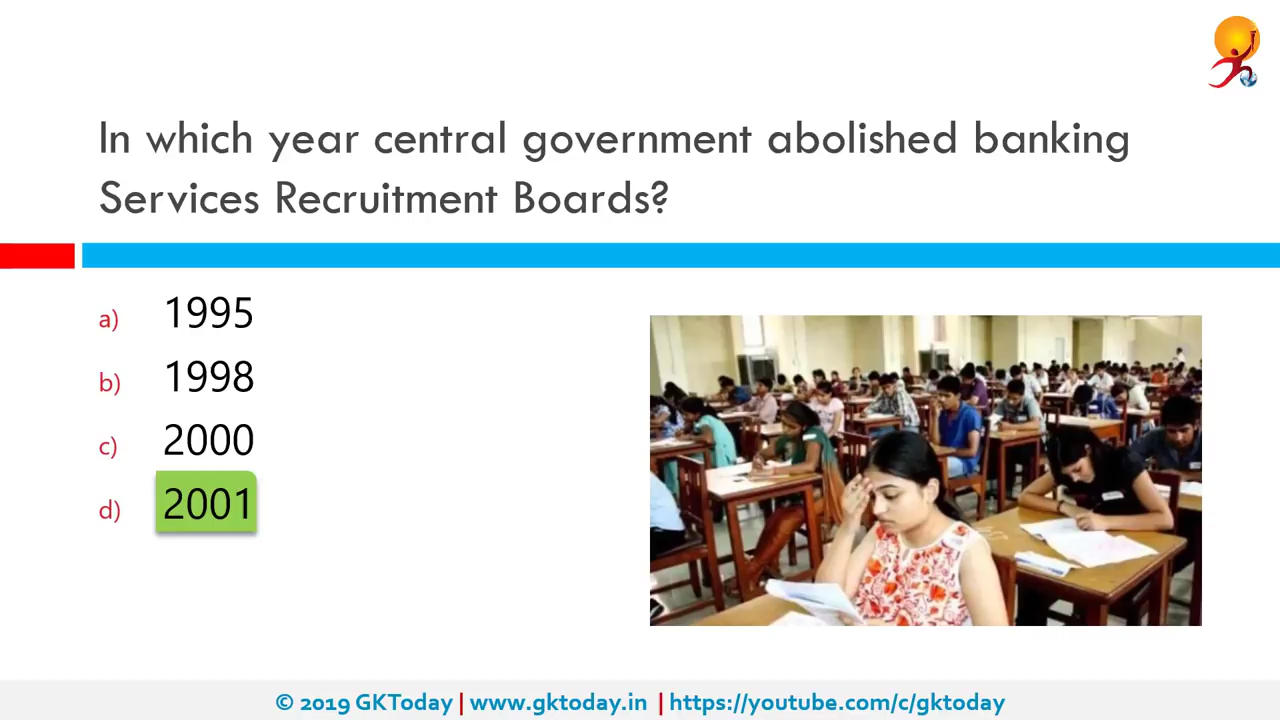 In which year central government abolished banking
Services Recruitment Boards?
a) 1995
b) 1998
c) 2000
d) 2001
© 2019 GKToday | www.gktoday.in | https://youtube.com/c/gktoday